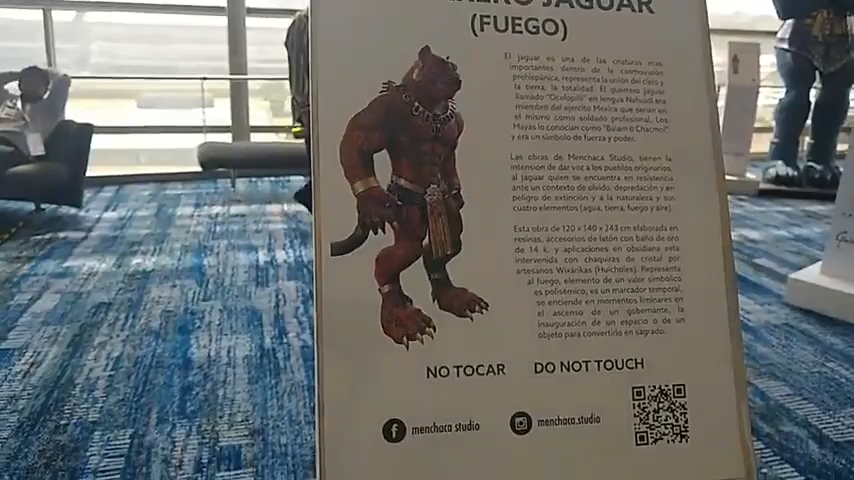 JAGUAR
(FUEGO)
El jaguar es una de las criaturas más
importantes dentro de la cosmovisión
prehispánica, representa la unión del cielo y
la tierra, la totalidad. El guerrero jaguar
llamado "Ocelopilli" en lengua Nahuatl era
miembro del ejercito Mexica que serían en
el mismo como soldado profesional. Los
Mayas lo conocían como "Balam o Chacmol"
y era un símbolo de fuerza y poder.
Las obras de Menchaca Studio, tienen la
intensión de dar voz a los pueblos originarios,
al jaguar quien se encuentra en resistencia
ante un contexto de olvido, depredación y en
peligro de extinción y a la naturaleza y sus
cuatro elementos (agua, tierra, fuego y aire)
Esta obra de 120 x 140 x 243 cm elaborada en
resinas, accesorios de latón con baño de oro
de 14 k. y aplicaciones en obsidiana esta
intervenida con chaquiras de cristal por
artesanos Wixárikas (Huicholes). Representa
al fuego, elemento de un valor simbólico
es polisémico, es un marcador temporal,
se enciende en momentos liminares en
el ascenso de un gobernante, la
inauguración de un espacio o de un
objeto para convertirlo en sagrado.
NO TOCAR DO NOT TOUCH
menchaca studio menchaca.studio